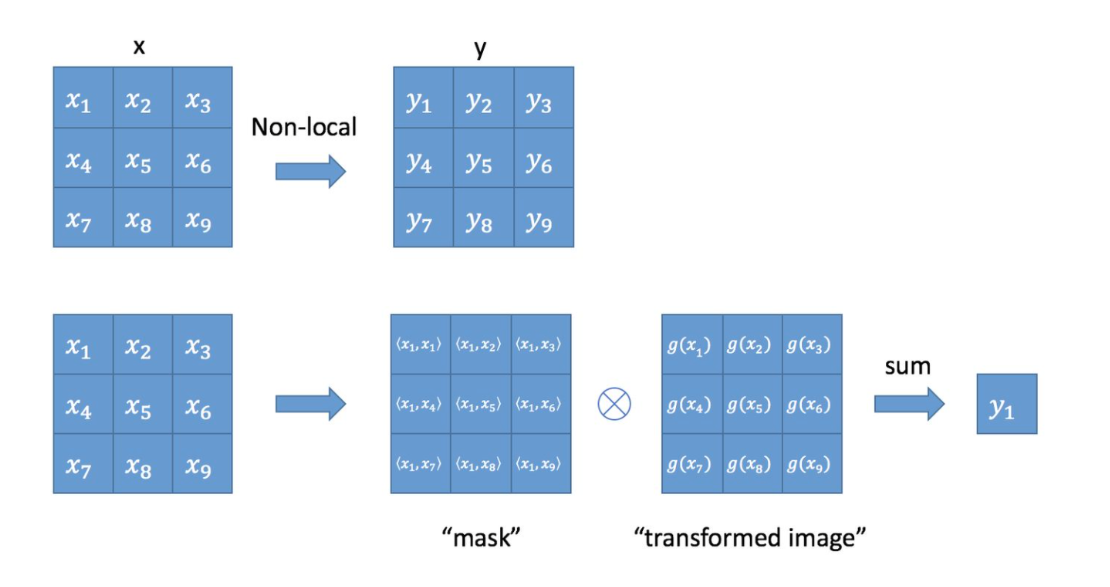 x
y
x₁ x₂ x₃
x₄ x₅ x₆
x₇ x₈ x₉
Non-local
y₁ y₂ y₃
y₄ y₅ y₆
y₇ y₈ y₉
x₁ x₂ x₃
x₄ x₅ x₆
x₇ x₈ x₉
⟨x₁, x₁⟩ ⟨x₁, x₂⟩ ⟨x₁, x₃⟩
⟨x₁, x₄⟩ ⟨x₁, x₅⟩ ⟨x₁, x₆⟩
⟨x₁, x₇⟩ ⟨x₁, x₈⟩ ⟨x₁, x₉⟩
“mask”
⊗
g(x₁) g(x₂) g(x₃)
g(x₄) g(x₅) g(x₆)
g(x₇) g(x₈) g(x₉)
“transformed image”
sum
y₁